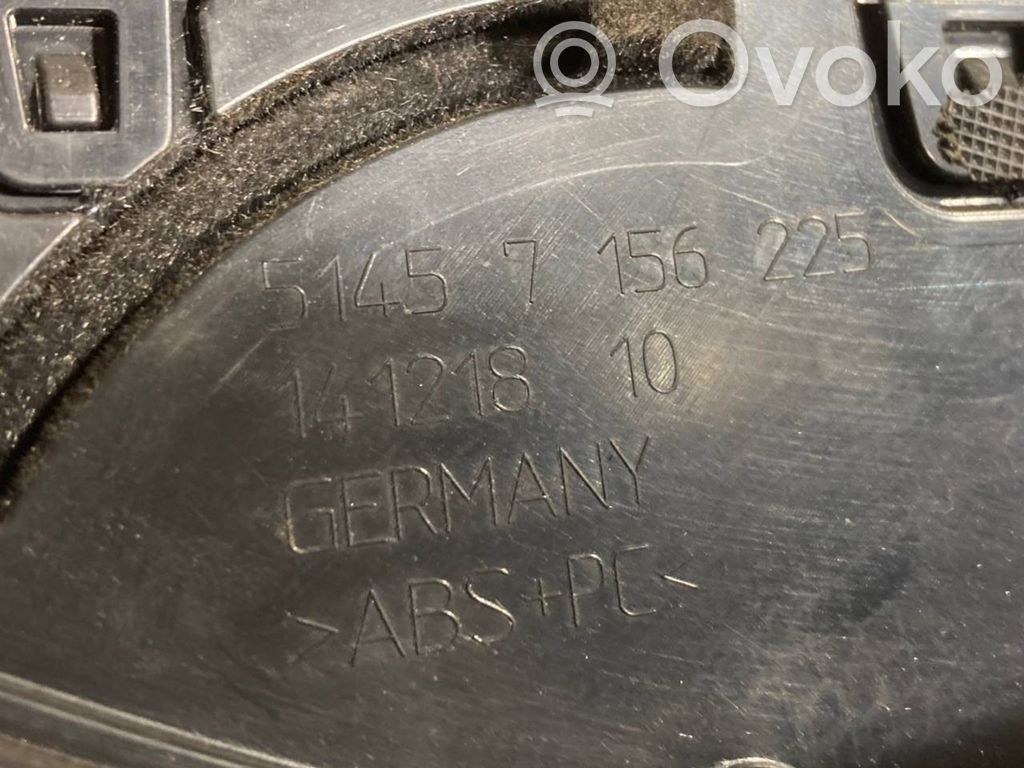 Ovoko
5145 7 156 225
141218 10
GERMANY
>ABS+PC<